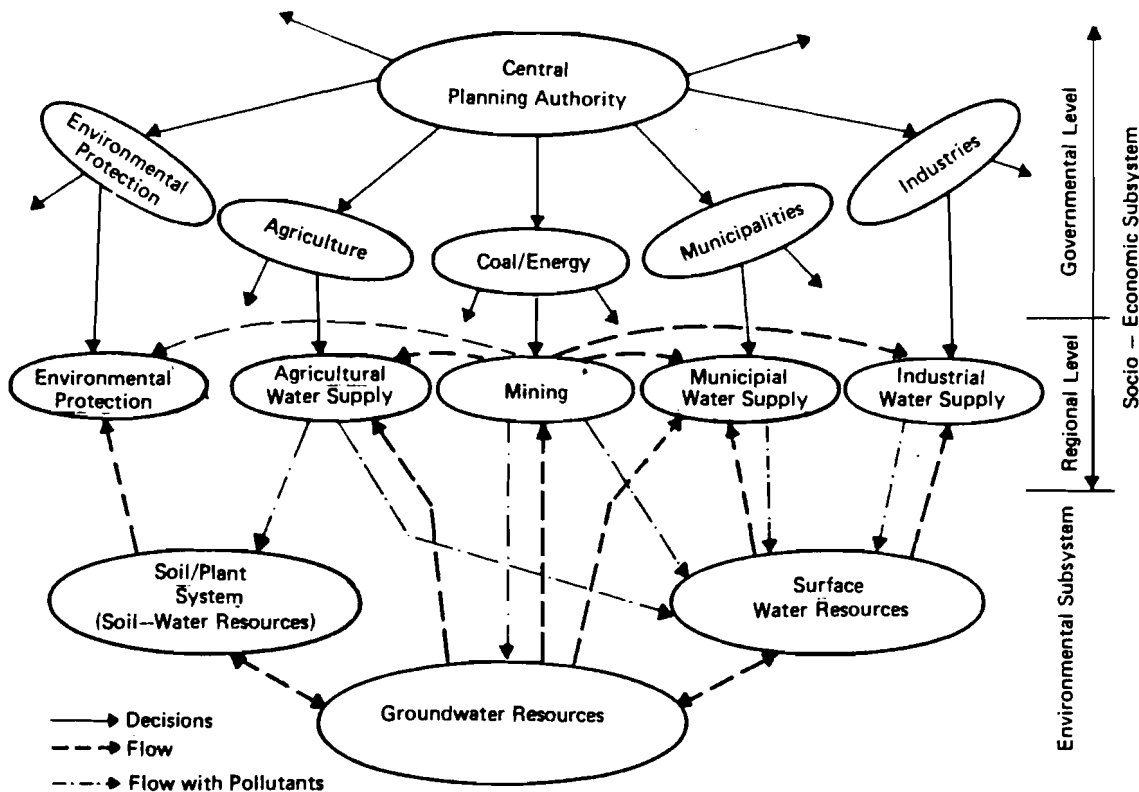 Central
Planning Authority
Environmental
Protection
Industries
Agriculture
Municipalities
Coal/Energy
Environmental
Protection
Agricultural
Water Supply
Mining
Municipial
Water Supply
Industrial
Water Supply
Soil/Plant
System
(Soil–Water Resources)
Surface
Water Resources
Groundwater Resources
Decisions
Flow
Flow with Pollutants
Governmental Level
Regional Level
Socio – Economic Subsystem
Environmental Subsystem